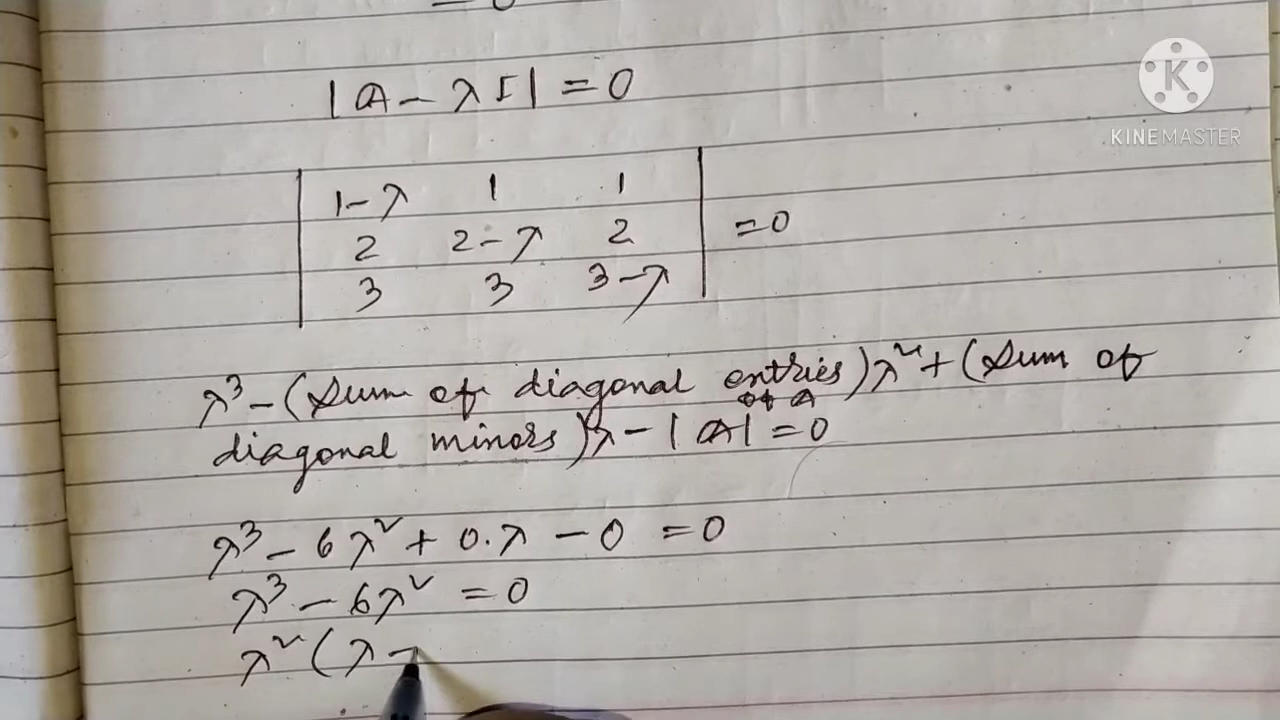 = 0
|A - λI| = 0
K
KINEMASTER
1-λ 1 1
2 2-λ 2 = 0
3 3 3-λ
λ³ - (Sum of diagonal entries)λ² + (Sum of
of A
diagonal minors)λ - |A| = 0
λ³ - 6λ² + 0.λ - 0 = 0
λ³ - 6λ² = 0
λ² (λ -